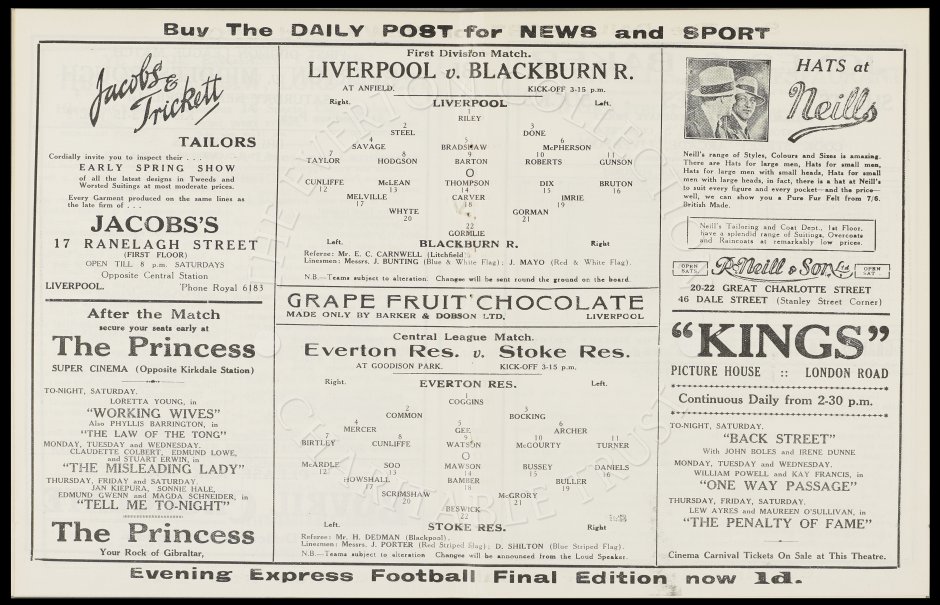 Buy The DAILY POST for NEWS and SPORT
Jacobs &
Trickett
TAILORS
Cordially invite you to inspect their . . .
EARLY SPRING SHOW
of all the latest designs in Tweeds and
Worsted Suitings at most moderate prices.
Every Garment produced on the same lines as
the late firm of . . .
JACOBS'S
17 RANELAGH STREET
(FIRST FLOOR)
OPEN TILL 8 p.m. SATURDAYS
Opposite Central Station
LIVERPOOL. 'Phone Royal 6183
After the Match
secure your seats early at
The Princess
SUPER CINEMA (Opposite Kirkdale Station)
TO-NIGHT, SATURDAY.
LORETTA YOUNG, in
"WORKING WIVES"
Also PHYLLIS BARRINGTON, in
"THE LAW OF THE TONG"
MONDAY, TUESDAY and WEDNESDAY.
CLAUDETTE COLBERT, EDMUND LOWE,
and STUART ERWIN, in
"THE MISLEADING LADY"
THURSDAY, FRIDAY and SATURDAY.
JAN KIEPURA, SONNIE HALE,
EDMUND GWENN and MAGDA SCHNEIDER, in
"TELL ME TO-NIGHT"
The Princess
Your Rock of Gibraltar,
First Division Match.
LIVERPOOL v. BLACKBURN R.
AT ANFIELD. KICK-OFF 3-15 p.m.
Right. LIVERPOOL Left.
1
RILEY
2 3
STEEL DONE
4 5 6
SAVAGE BRADSHAW McPHERSON
7 8 9 10 11
TAYLOR HODGSON BARTON ROBERTS GUNSON
O
CUNLIFFE McLEAN THOMPSON DIX BRUTON
12 13 14 15 16
MELVILLE CARVER IMRIE
17 18 19
WHYTE GORMAN
20 21
22
GORMLIE
Left. BLACKBURN R. Right
Referee: Mr. E. C. CARNWELL (Litchfield)
Linesmen: Messrs. J. BUNTING (Blue & White Flag); J. MAYO (Red & White Flag).
N.B.—Teams subject to alteration. Changes will be sent round the ground on the board.
GRAPE FRUIT CHOCOLATE
MADE ONLY BY BARKER & DOBSON LTD, LIVERPOOL
Central League Match.
Everton Res. v. Stoke Res.
AT GOODISON PARK. KICK-OFF 3-15 p.m.
Right. EVERTON RES. Left.
1
COGGINS
2 3
COMMON BOCKING
4 5 6
MERCER GEE ARCHER
7 8 9 10 11
BIRTLEY CUNLIFFE WATSON McGOURTY TURNER
O
McARDLE SOO MAWSON BUSSEY DANIELS
12 13 14 15 16
HOWSHALL BAMBER BULLER
17 18 19
SCRIMSHAW McGRORY
20 21
BESWICK
22
Left. STOKE RES. Right
Referee: Mr. H. DEDMAN (Blackpool).
Linesmen: Messrs. J. PORTER (Red Striped Flag); D. SHILTON (Blue Striped Flag).
N.B.—Teams subject to alteration Changes will be announced from the Loud Speaker.
HATS at
Neills
Neill's range of Styles, Colours and Sizes is amazing.
There are Hats for large men, Hats for small men,
Hats for large men with small heads, Hats for small
men with large heads, in fact, there is a hat at Neill's
to suit every figure and every pocket—and the price—
well, we can show you a Pure Fur Felt from 7/6.
British Made.
Neill's Tailoring and Coat Dept., 1st Floor,
have a splendid range of Suitings, Overcoats
and Raincoats at remarkably low prices.
OPEN SATS. R. Neill & Son Ltd OPEN SAT
20-22 GREAT CHARLOTTE STREET
46 DALE STREET (Stanley Street Corner)
"KINGS"
PICTURE HOUSE :: LONDON ROAD
Continuous Daily from 2-30 p.m.
TO-NIGHT, SATURDAY.
"BACK STREET"
With JOHN BOLES and IRENE DUNNE
MONDAY, TUESDAY and WEDNESDAY.
WILLIAM POWELL and KAY FRANCIS, in
"ONE WAY PASSAGE"
THURSDAY, FRIDAY, SATURDAY.
LEW AYRES and MAUREEN O'SULLIVAN, in
"THE PENALTY OF FAME"
Cinema Carnival Tickets On Sale at This Theatre.
Evening Express Football Final Edition now 1d.
THE EVERTON COLLECTION
CHARITABLE TRUST